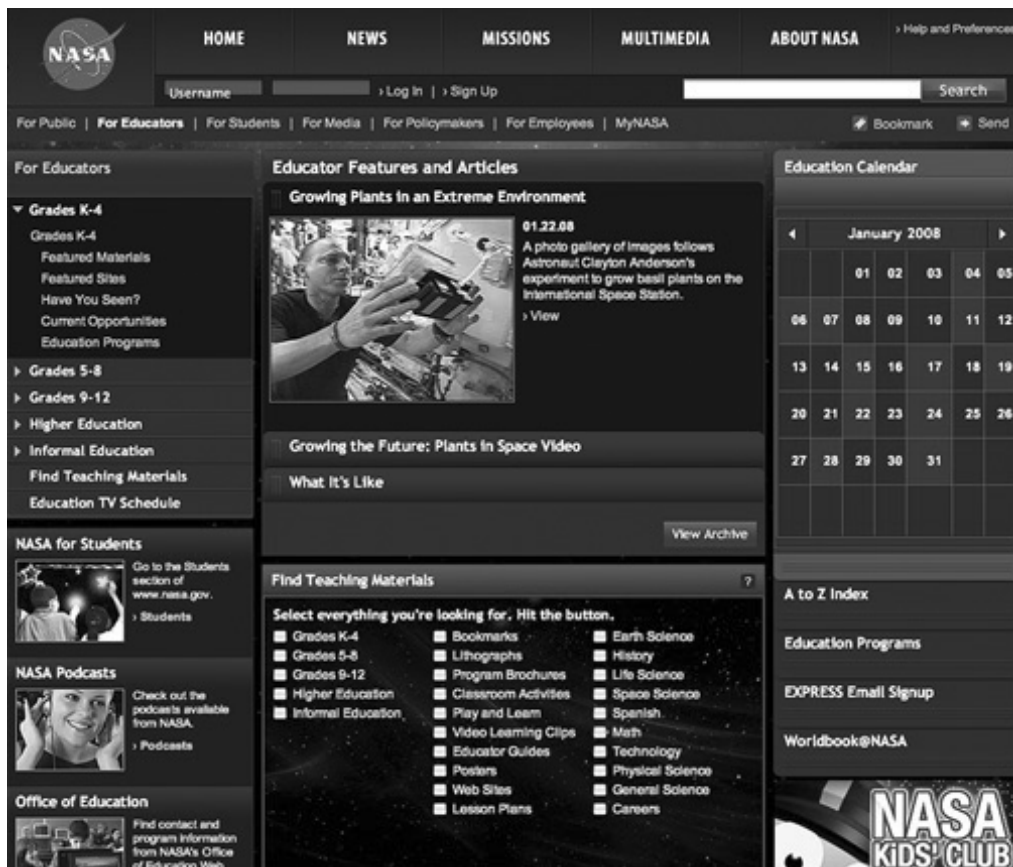 NASA
HOME NEWS MISSIONS MULTIMEDIA ABOUT NASA
› Help and Preferences
Username › Log In | › Sign Up Search
For Public | For Educators | For Students | For Media | For Policymakers | For Employees | MyNASA
Bookmark Send
For Educators
Grades K-4
Grades K-4
Featured Materials
Featured Sites
Have You Seen?
Current Opportunities
Education Programs
Grades 5-8
Grades 9-12
Higher Education
Informal Education
Find Teaching Materials
Education TV Schedule
NASA for Students
Go to the Students
section of
www.nasa.gov.
› Students
NASA Podcasts
Check out the
podcasts available
from NASA.
› Podcasts
Office of Education
Find contact and
program information
from NASA's Office
of Education Web
Educator Features and Articles
Growing Plants in an Extreme Environment
01.22.08
A photo gallery of images follows
Astronaut Clayton Anderson's
experiment to grow basil plants on the
International Space Station.
› View
Growing the Future: Plants in Space Video
What It's Like
View Archive
Find Teaching Materials ?
Select everything you're looking for. Hit the button.
Grades K-4
Grades 5-8
Grades 9-12
Higher Education
Informal Education
Bookmarks
Lithographs
Program Brochures
Classroom Activities
Play and Learn
Video Learning Clips
Educator Guides
Posters
Web Sites
Lesson Plans
Earth Science
History
Life Science
Space Science
Spanish
Math
Technology
Physical Science
General Science
Careers
Education Calendar
January 2008
01 02 03 04 05
06 07 08 09 10 11 12
13 14 15 16 17 18 19
20 21 22 23 24 25 26
27 28 29 30 31
A to Z Index
Education Programs
EXPRESS Email Signup
Worldbook@NASA
NASA
KiDS' CLUB